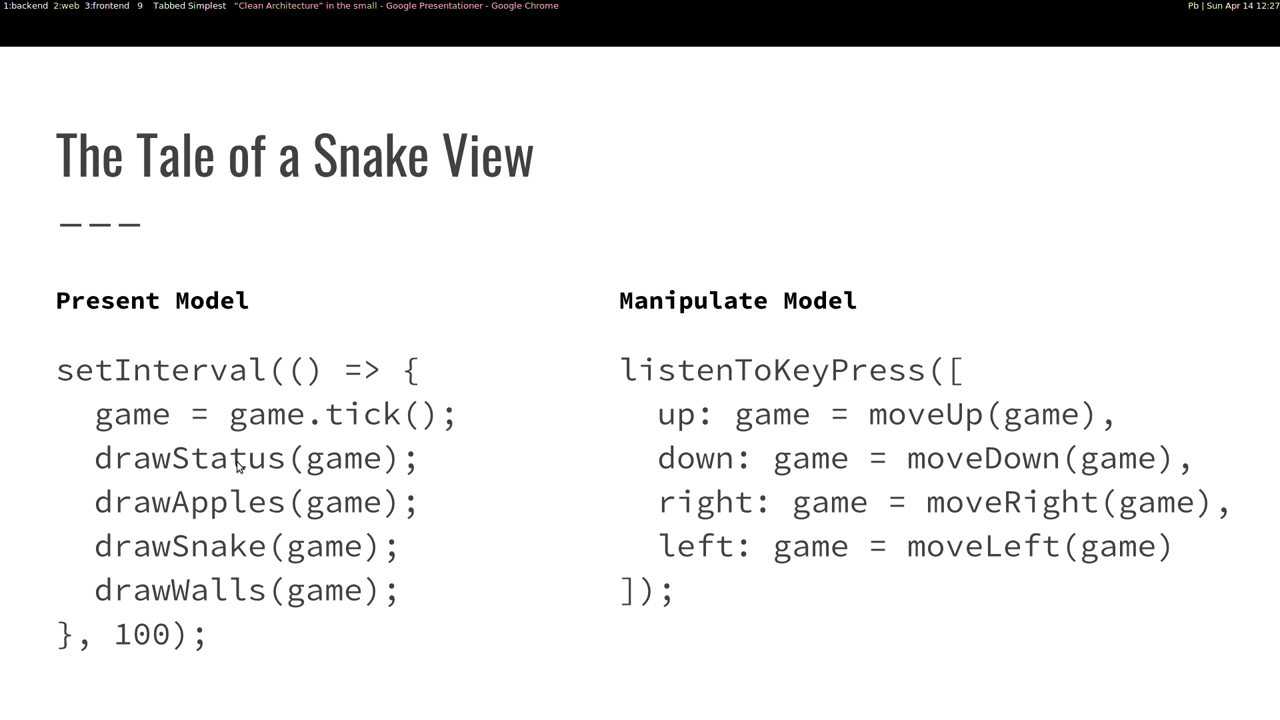 1:backend 2:web 3:frontend 9 Tabbed Simplest "Clean Architecture" in the small - Google Presentationer - Google Chrome
Pb | Sun Apr 14 12:27
The Tale of a Snake View
Present Model
setInterval(() => {
  game = game.tick();
  drawStatus(game);
  drawApples(game);
  drawSnake(game);
  drawWalls(game);
}, 100);
Manipulate Model
listenToKeyPress([
  up: game = moveUp(game),
  down: game = moveDown(game),
  right: game = moveRight(game),
  left: game = moveLeft(game)
]);